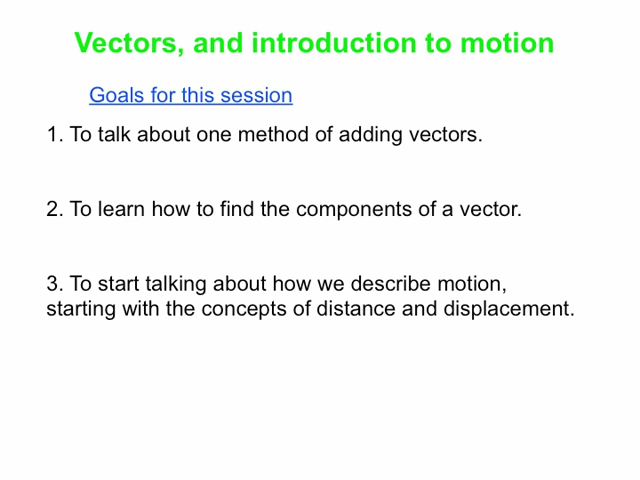 Vectors, and introduction to motion
Goals for this session
1. To talk about one method of adding vectors.
2. To learn how to find the components of a vector.
3. To start talking about how we describe motion,
starting with the concepts of distance and displacement.